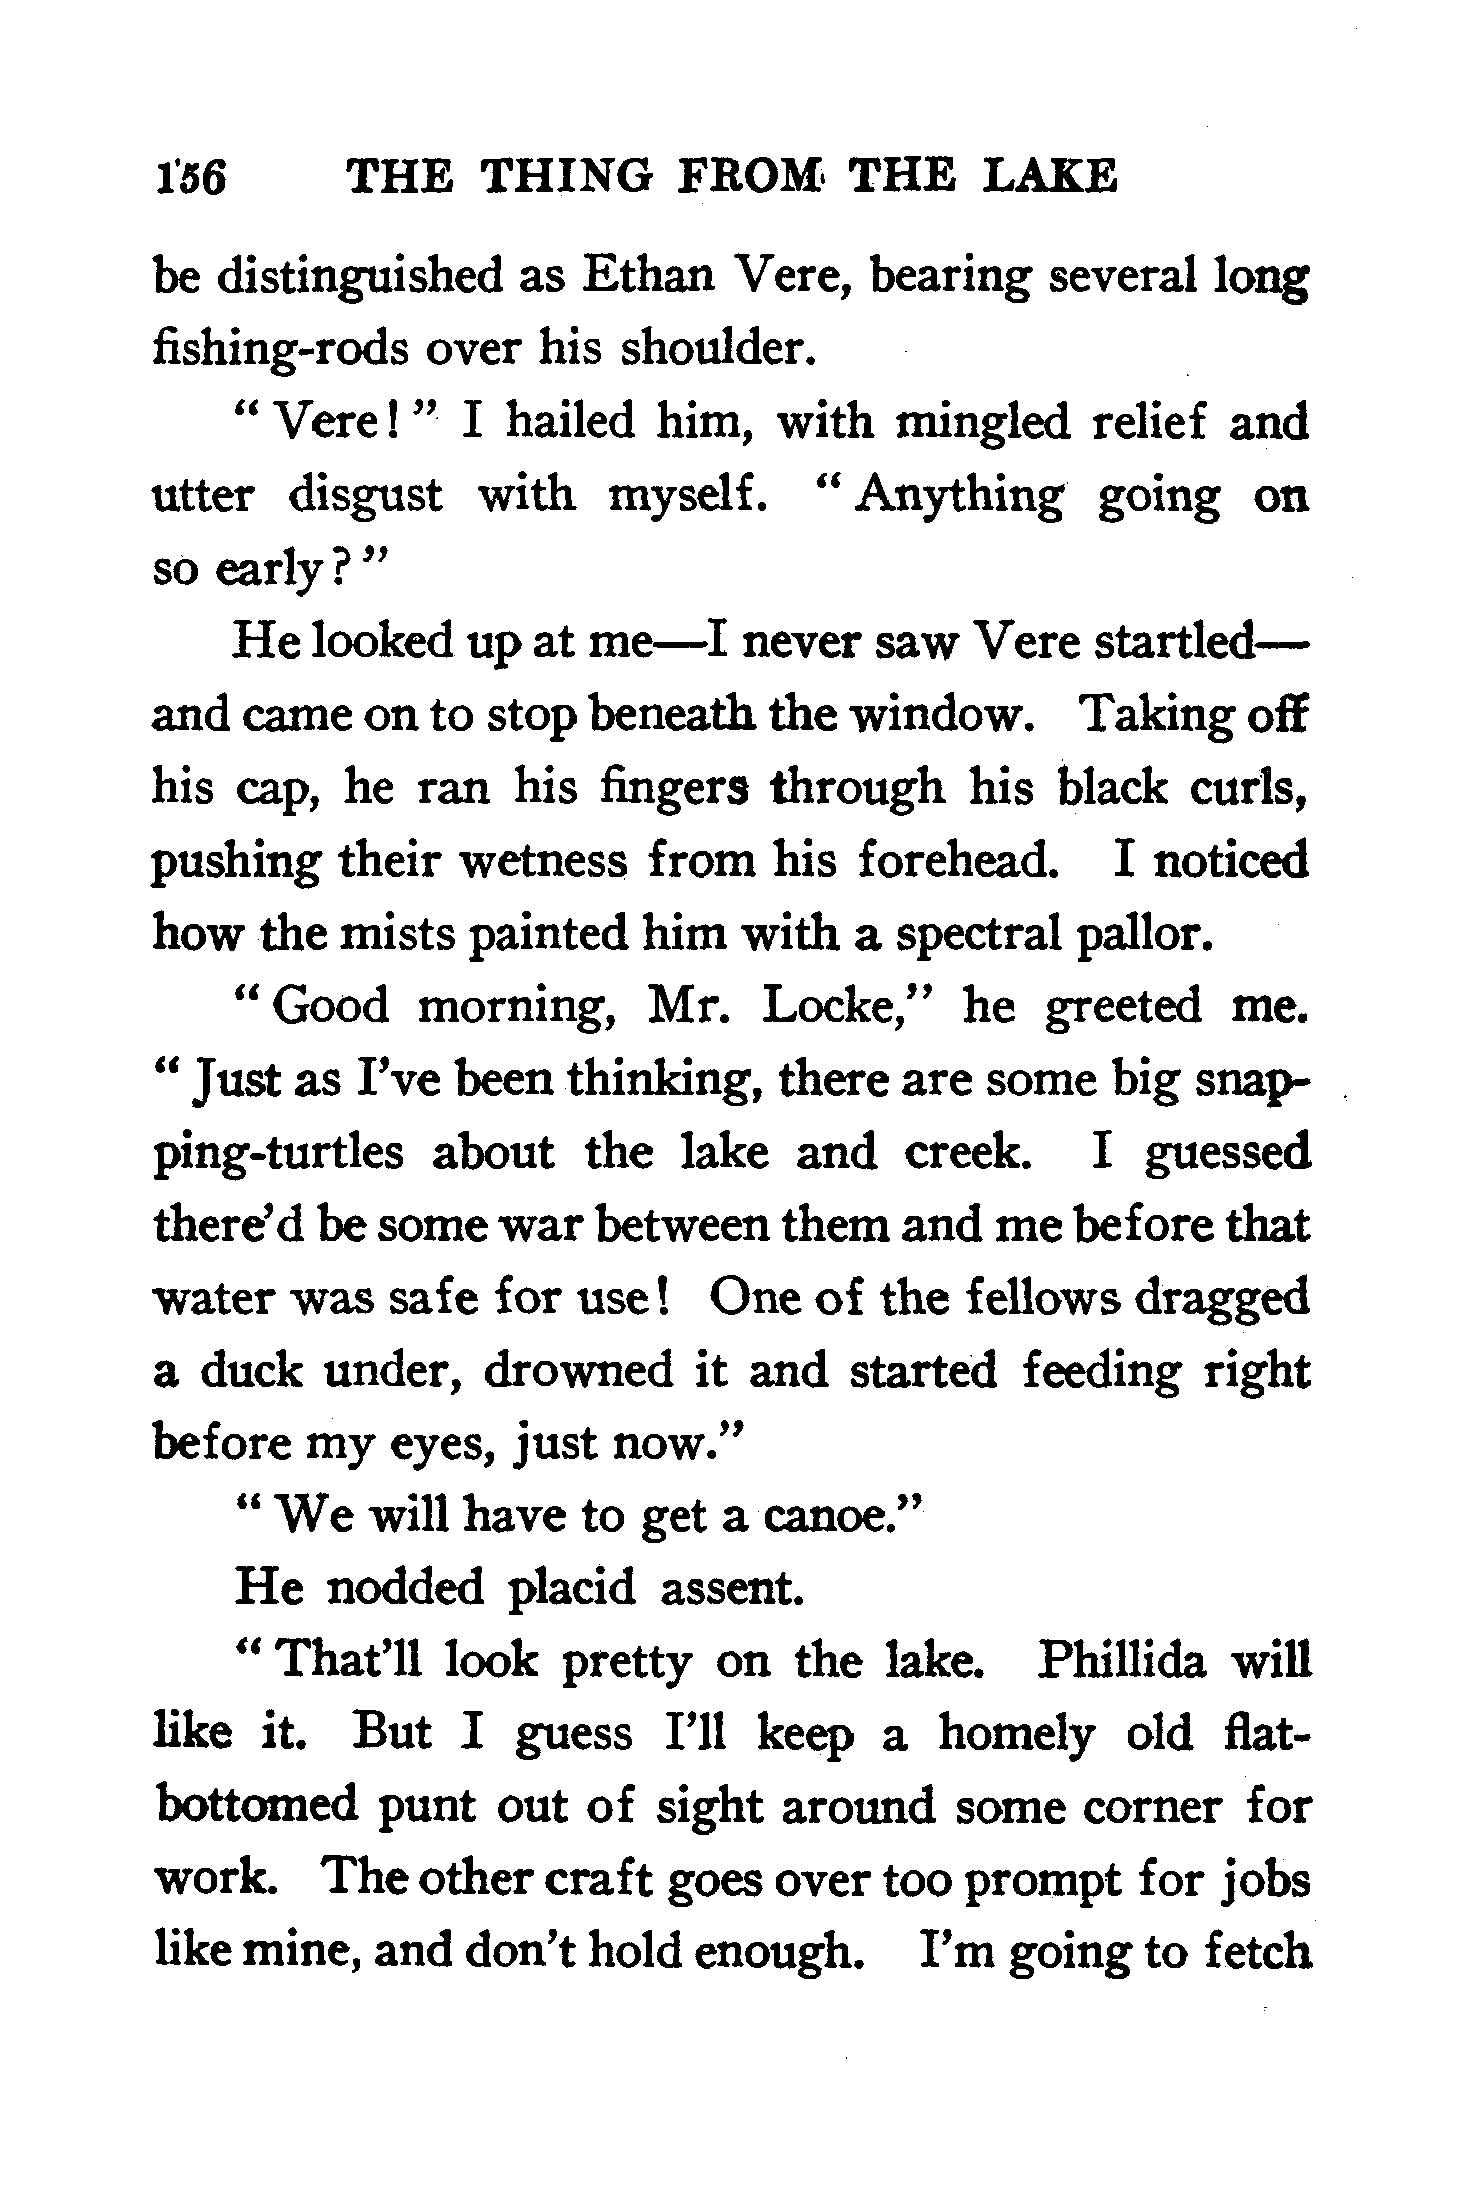 156 THE THING FROM THE LAKE
be distinguished as Ethan Vere, bearing several long
fishing-rods over his shoulder.
“ Vere! ” I hailed him, with mingled relief and
utter disgust with myself. “ Anything going on
so early? ”
He looked up at me—I never saw Vere startled—
and came on to stop beneath the window. Taking off
his cap, he ran his fingers through his black curls,
pushing their wetness from his forehead. I noticed
how the mists painted him with a spectral pallor.
“ Good morning, Mr. Locke,” he greeted me.
“ Just as I’ve been thinking, there are some big snap-
ping-turtles about the lake and creek. I guessed
there’d be some war between them and me before that
water was safe for use! One of the fellows dragged
a duck under, drowned it and started feeding right
before my eyes, just now.”
“ We will have to get a canoe.”
He nodded placid assent.
“ That’ll look pretty on the lake. Phillida will
like it. But I guess I’ll keep a homely old flat-
bottomed punt out of sight around some corner for
work. The other craft goes over too prompt for jobs
like mine, and don’t hold enough. I’m going to fetch